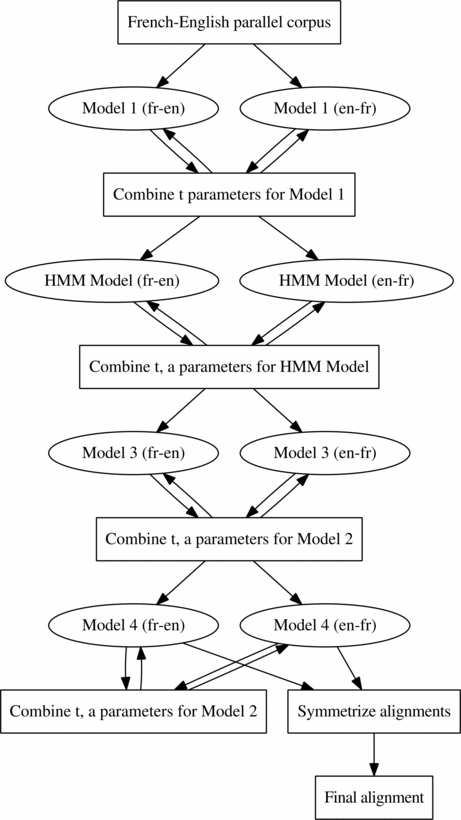 French-English parallel corpus
Model 1 (fr-en)
Model 1 (en-fr)
Combine t parameters for Model 1
HMM Model (fr-en)
HMM Model (en-fr)
Combine t, a parameters for HMM Model
Model 3 (fr-en)
Model 3 (en-fr)
Combine t, a parameters for Model 2
Model 4 (fr-en)
Model 4 (en-fr)
Combine t, a parameters for Model 2
Symmetrize alignments
Final alignment